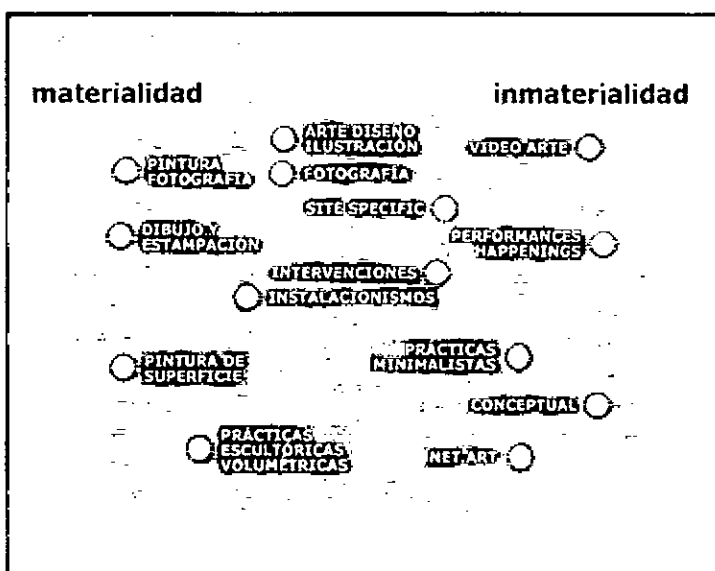 materialidad
inmaterialidad
ARTE DISEÑO
ILUSTRACIÓN
VIDEO ARTE
PINTURA
FOTOGRAFÍA
FOTOGRAFÍA
SITE SPECIFIC
DIBUJO Y
ESTAMPACIÓN
PERFORMANCES
HAPPENINGS
INTERVENCIONES
INSTALACIONISMOS
PRÁCTICAS
MINIMALISTAS
PINTURA DE
SUPERFICIE
CONCEPTUAL
PRÁCTICAS
ESCULTÓRICAS
VOLUMÉTRICAS
NET.ART